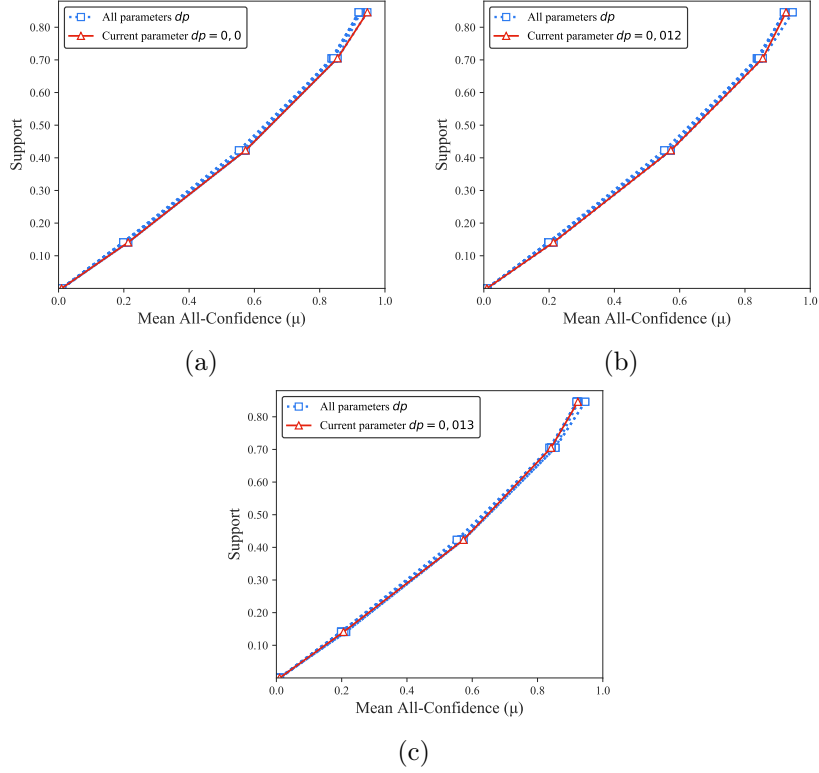 All parameters dp
Current parameter dp = 0, 0
0.80
0.70
0.60
0.50
0.40
0.30
0.20
0.10
Support
0.0 0.2 0.4 0.6 0.8 1.0
Mean All-Confidence (μ)
(a)
All parameters dp
Current parameter dp = 0, 012
0.80
0.70
0.60
0.50
0.40
0.30
0.20
0.10
Support
0.0 0.2 0.4 0.6 0.8 1.0
Mean All-Confidence (μ)
(b)
All parameters dp
Current parameter dp = 0, 013
0.80
0.70
0.60
0.50
0.40
0.30
0.20
0.10
Support
0.0 0.2 0.4 0.6 0.8 1.0
Mean All-Confidence (μ)
(c)